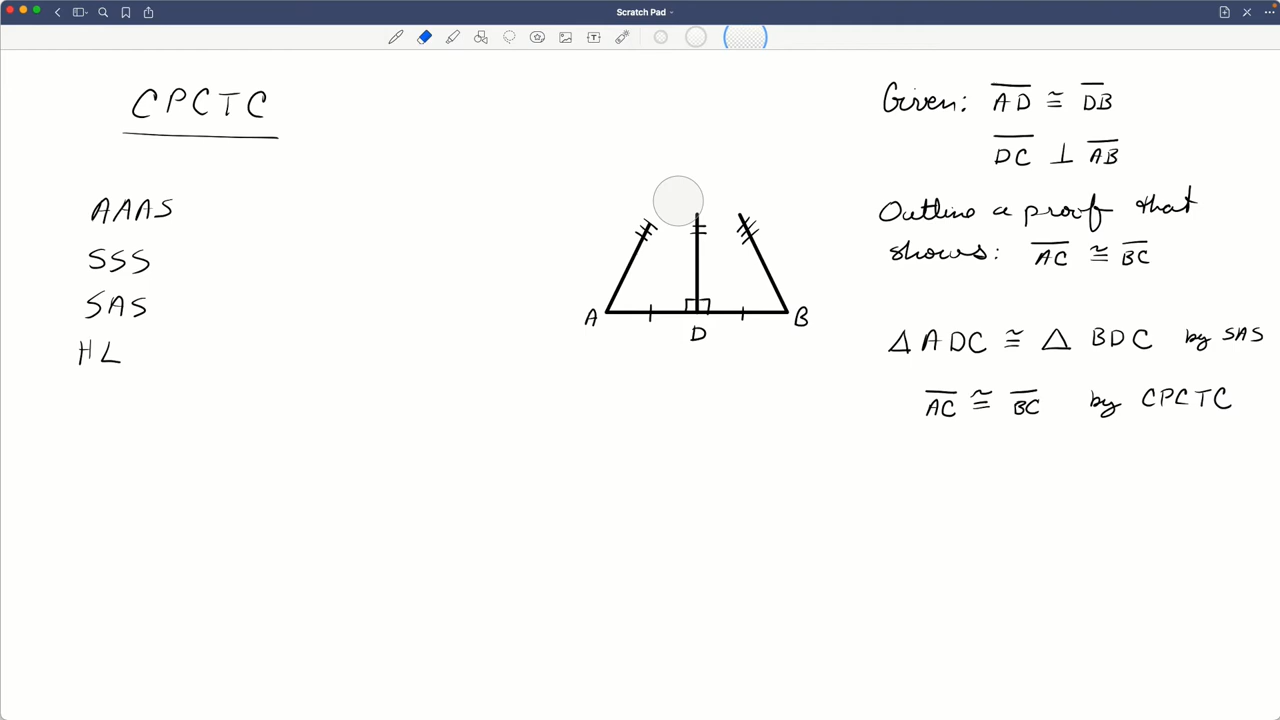 Scratch Pad
CPCTC
AAAS
SSS
SAS
HL
A
D
B
Given: AD ≅ DB
DC ⊥ AB
Outline a proof that
shows: AC ≅ BC
△ ADC ≅ △ BDC by SAS
AC ≅ BC by CPCTC